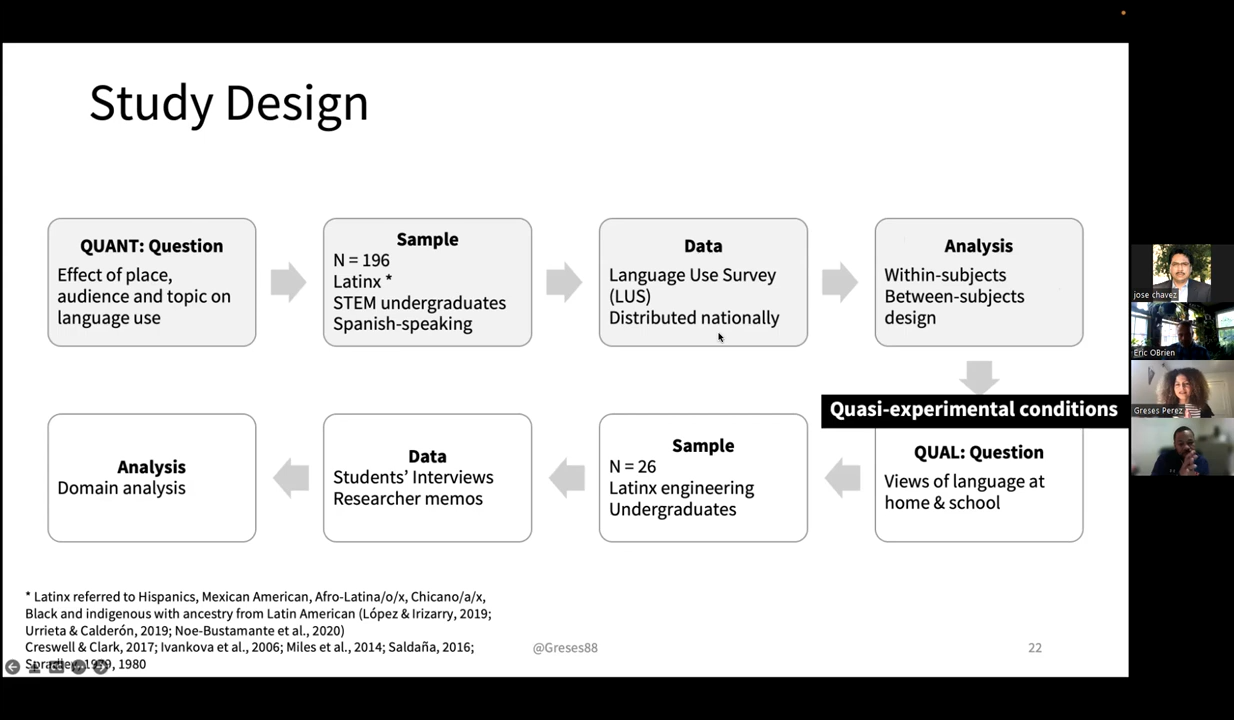 Study Design
QUANT: Question
Effect of place,
audience and topic on
language use
Sample
N = 196
Latinx *
STEM undergraduates
Spanish-speaking
Data
Language Use Survey
(LUS)
Distributed nationally
Analysis
Within-subjects
Between-subjects
design
Quasi-experimental conditions
QUAL: Question
Views of language at
home & school
Sample
N = 26
Latinx engineering
Undergraduates
Data
Students' Interviews
Researcher memos
Analysis
Domain analysis
* Latinx referred to Hispanics, Mexican American, Afro-Latina/o/x, Chicano/a/x,
Black and indigenous with ancestry from Latin American (López & Irizarry, 2019;
Urrieta & Calderón, 2019; Noe-Bustamante et al., 2020)
Creswell & Clark, 2017; Ivankova et al., 2006; Miles et al., 2014; Saldaña, 2016;
Spradley, 1979, 1980
@Greses88
22
jose chavez
Eric OBrien
Greses Perez